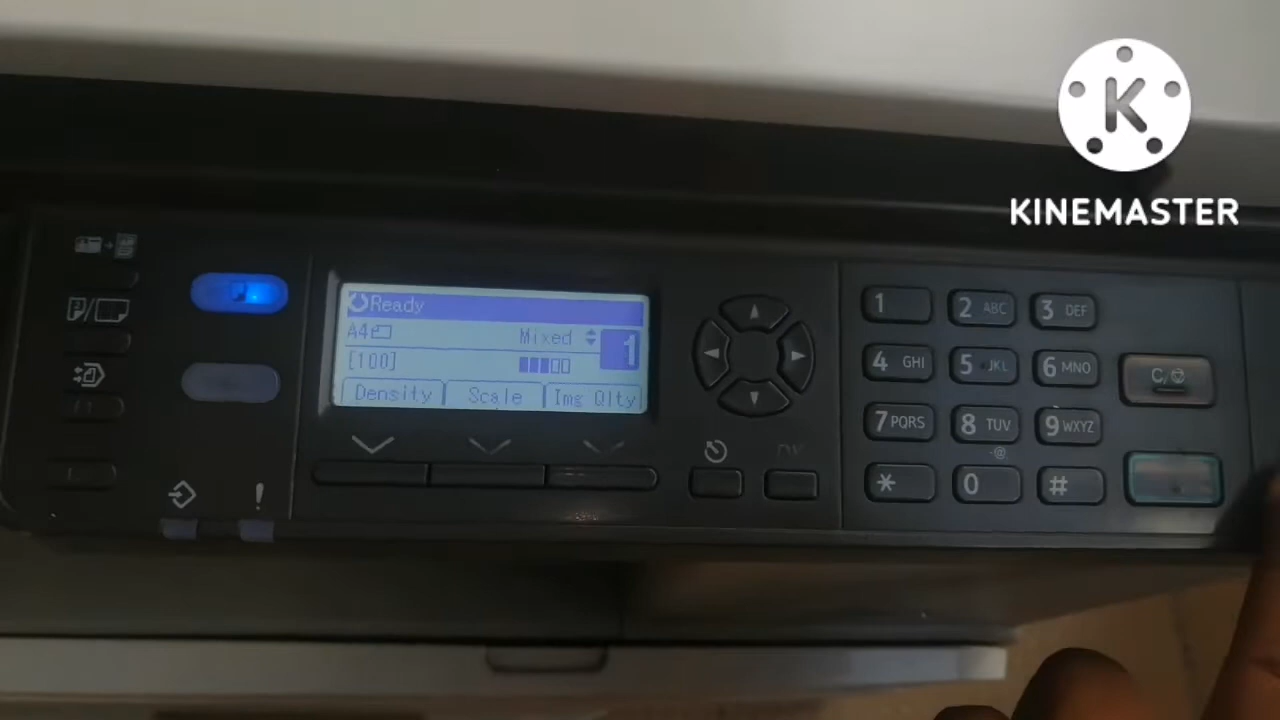 K
KINEMASTER
Ready
A4
Mixed
1
[100]
Density
Scale
Img Qlty
1
2 ABC
3 DEF
4 GHI
5 JKL
6 MNO
7 PQRS
8 TUV
9 WXYZ
-@
* 
0
#
C/
!